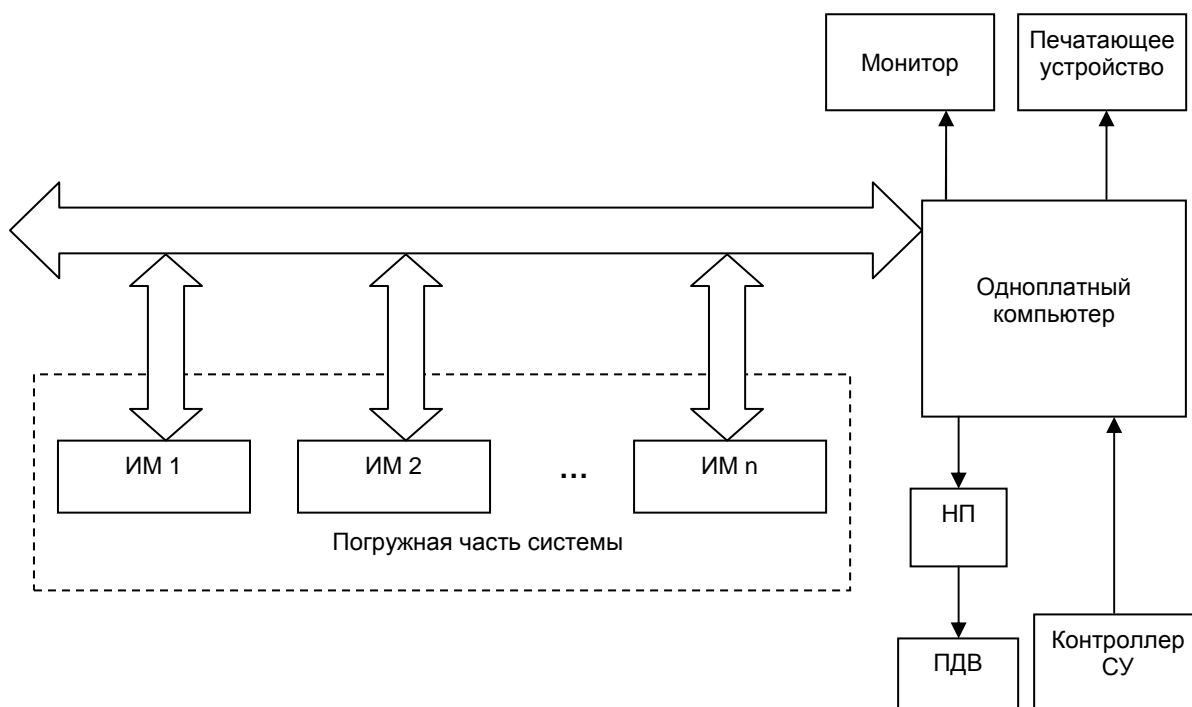 Монитор
Печатающее
устройство
Одноплатный
компьютер
ИМ 1
ИМ 2
...
ИМ n
Погружная часть системы
НП
ПДВ
Контроллер
СУ